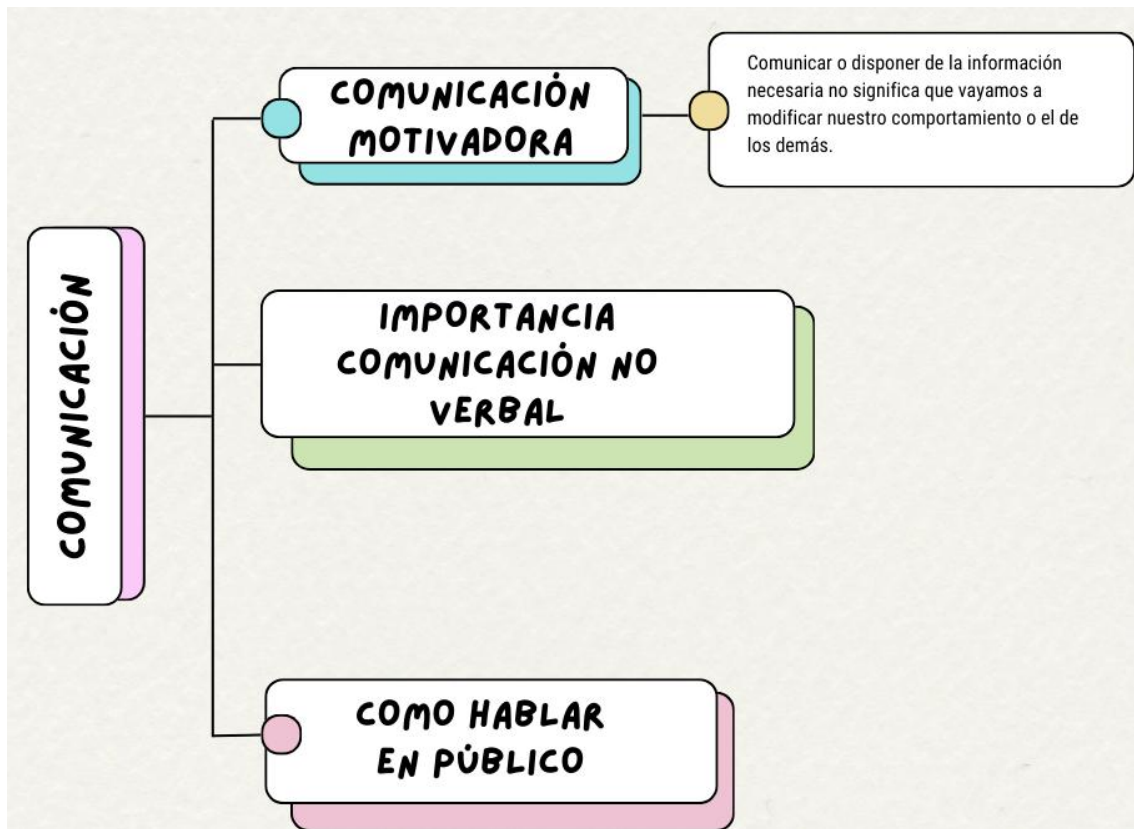 COMUNICACIÓN
COMUNICACIÓN
MOTIVADORA
Comunicar o disponer de la información
necesaria no significa que vayamos a
modificar nuestro comportamiento o el de
los demás.
IMPORTANCIA
COMUNICACIÓN NO
VERBAL
COMO HABLAR
EN PÚBLICO